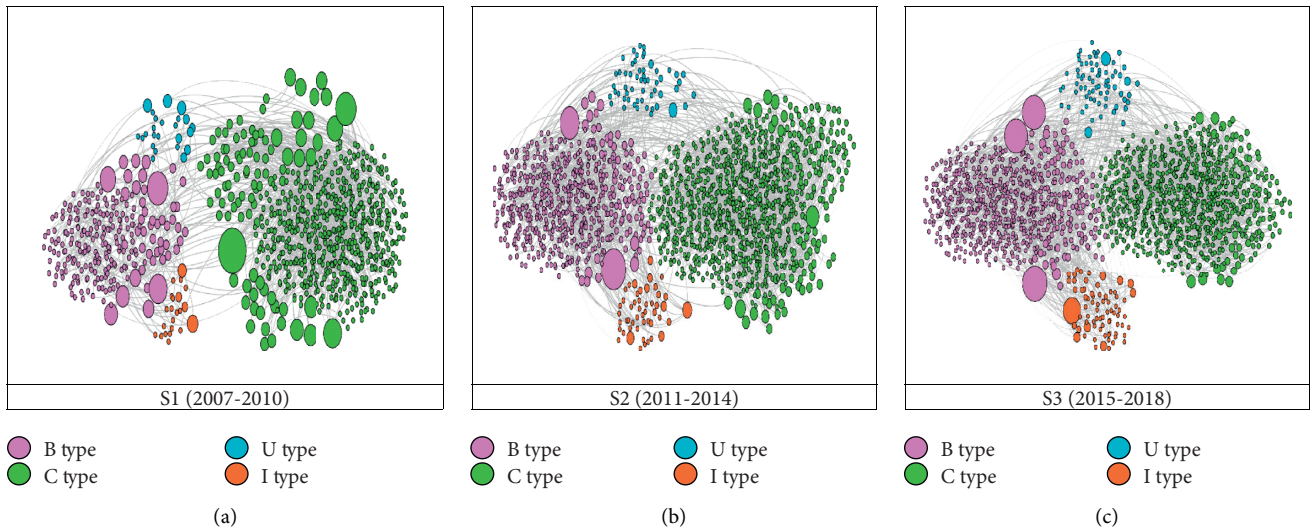 S1 (2007-2010)
B type
U type
C type
I type
(a)
S2 (2011-2014)
B type
U type
C type
I type
(b)
S3 (2015-2018)
B type
U type
C type
I type
(c)